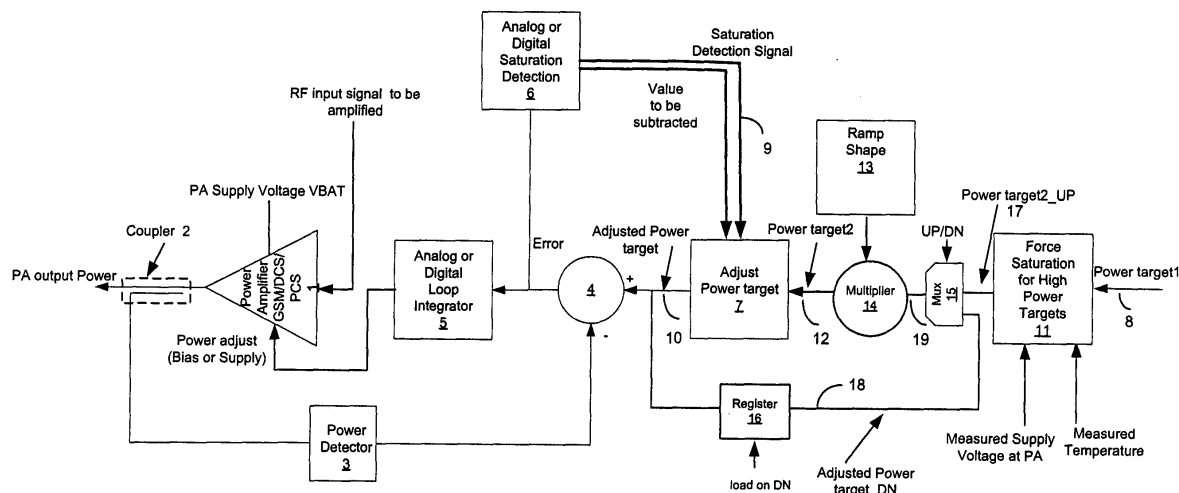 Analog or
Digital
Saturation
Detection
6
Saturation
Detection Signal
Value
to be
subtracted
9
RF input signal to be
amplified
Ramp
Shape
13
PA Supply Voltage VBAT
Coupler 2
PA output Power
Power
Amplifier
GSM/DCS/
PCS
1
Power adjust
(Bias or Supply)
Analog or
Digital
Loop
Integrator
5
Error
4
+
-
Adjusted Power
target
10
Adjust
Power target
7
Power target2
12
Multiplier
14
19
UP/DN
Mux
15
Power target2_UP
17
Force
Saturation
for High
Power
Targets
11
Power target1
8
Power
Detector
3
Register
16
18
load on DN
Adjusted Power
target_DN
Measured Supply
Voltage at PA
Measured
Temperature